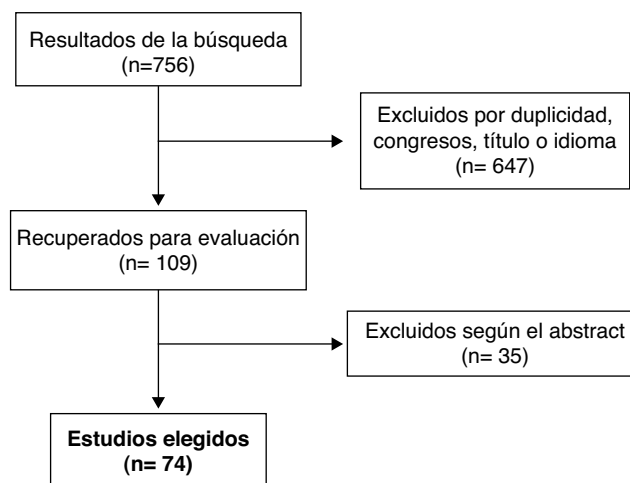 Resultados de la búsqueda
(n=756)
Excluidos por duplicidad,
congresos, título o idioma
(n= 647)
Recuperados para evaluación
(n= 109)
Excluidos según el abstract
(n= 35)
Estudios elegidos
(n= 74)